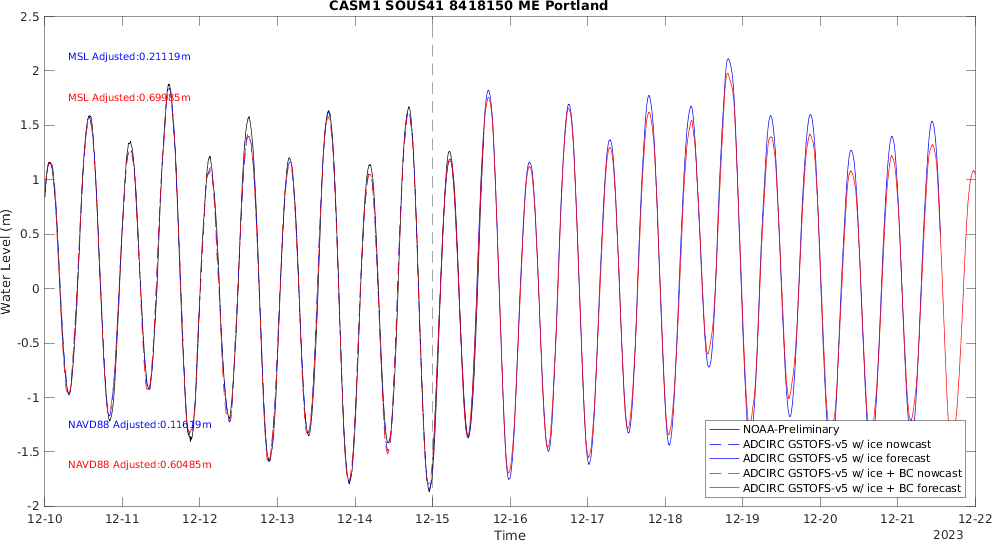 CASM1 SOUS41 8418150 ME Portland
2.5
MSL Adjusted:0.21119m
2
MSL Adjusted:0.69985m
1.5
1
0.5
Water Level (m)
0
-0.5
-1
NAVD88 Adjusted:0.11619m
NOAA-Preliminary
ADCIRC GSTOFS-v5 w/ ice nowcast
-1.5
ADCIRC GSTOFS-v5 w/ ice forecast
NAVD88 Adjusted:0.60485m
ADCIRC GSTOFS-v5 w/ ice + BC nowcast
ADCIRC GSTOFS-v5 w/ ice + BC forecast
-2
12-10 12-11 12-12 12-13 12-14 12-15 12-16 12-17 12-18 12-19 12-20 12-21 12-22
Time
2023